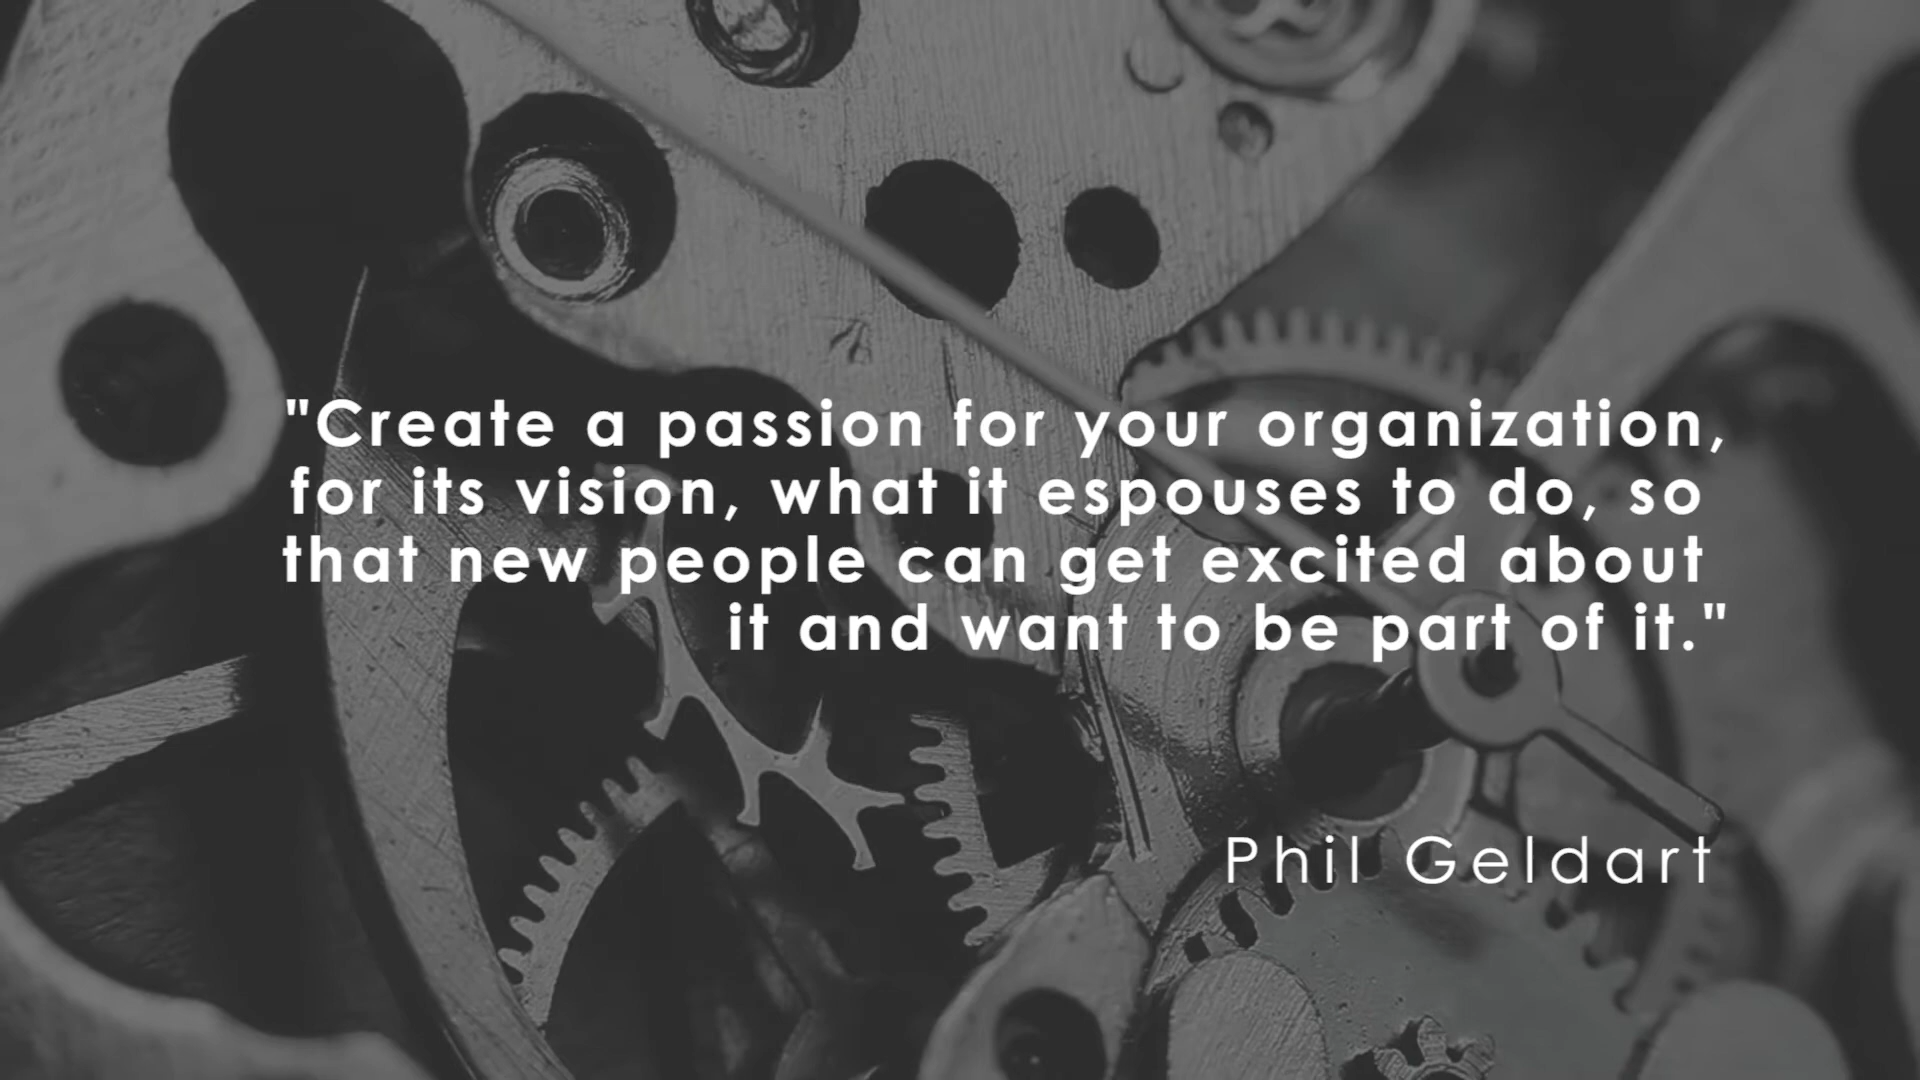 "Create a passion for your organization,
for its vision, what it espouses to do, so
that new people can get excited about
it and want to be part of it."
Phil Geldart